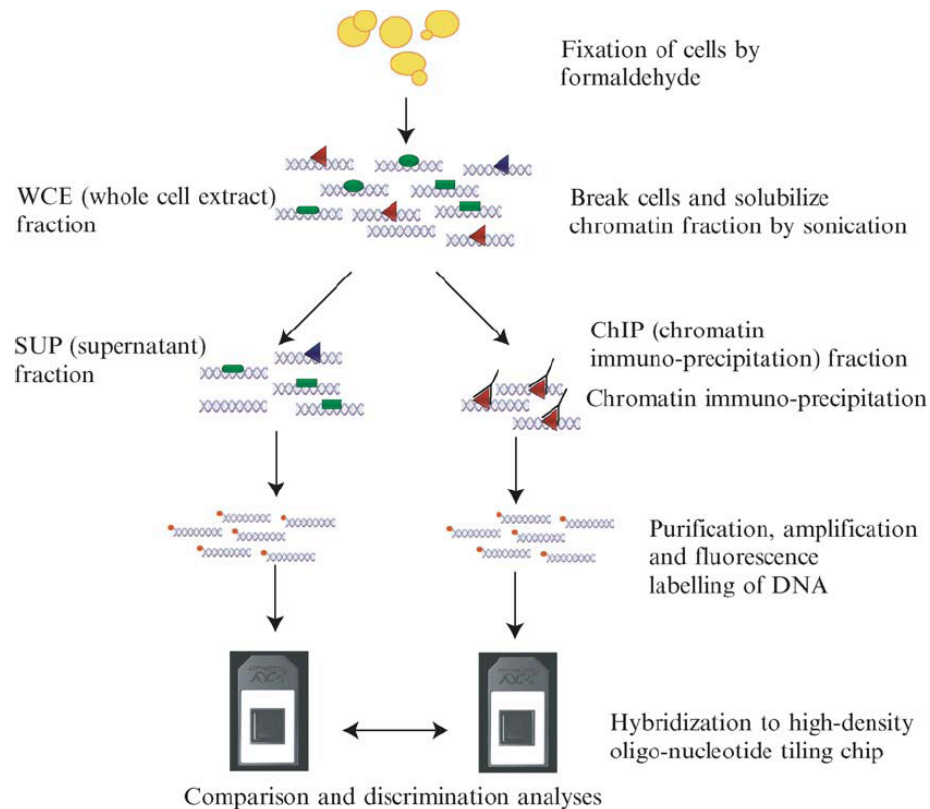 Fixation of cells by
formaldehyde
WCE (whole cell extract)
fraction
Break cells and solubilize
chromatin fraction by sonication
SUP (supernatant)
fraction
ChIP (chromatin
immuno-precipitation) fraction
Chromatin immuno-precipitation
Purification, amplification
and fluorescence
labelling of DNA
Hybridization to high-density
oligo-nucleotide tiling chip
Comparison and discrimination analyses